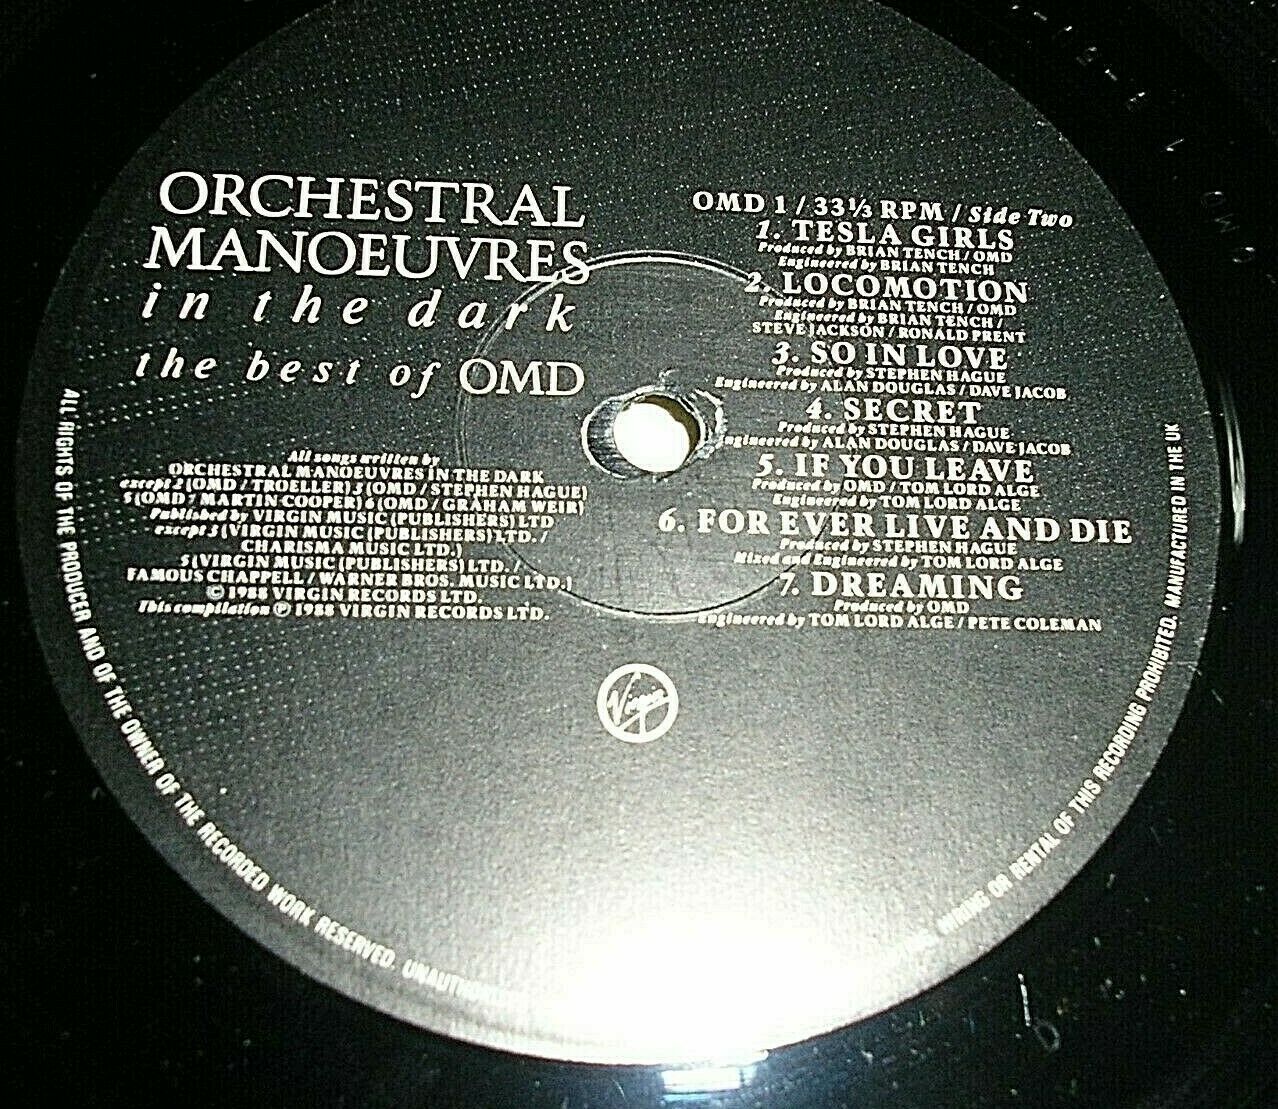 ORCHESTRAL
MANOEUVRES
in the dark
the best of OMD
All songs written by
ORCHESTRAL MANOEUVRES IN THE DARK
except 2 (OMD / TROELLER) 3 (OMD / STEPHEN HAGUE)
5 (OMD / MARTIN COOPER) 6 (OMD / GRAHAM WEIR)
Published by VIRGIN MUSIC (PUBLISHERS) LTD
except 3 (VIRGIN MUSIC (PUBLISHERS) LTD. /
CHARISMA MUSIC LTD.)
5 (VIRGIN MUSIC (PUBLISHERS) LTD. /
FAMOUS CHAPPELL / WARNER BROS. MUSIC LTD.)
© 1988 VIRGIN RECORDS LTD.
This compilation ℗ 1988 VIRGIN RECORDS LTD.
OMD 1 / 33⅓ RPM / Side Two
1. TESLA GIRLS
Produced by BRIAN TENCH / OMD
Engineered by BRIAN TENCH
2. LOCOMOTION
Produced by BRIAN TENCH / OMD
Engineered by BRIAN TENCH /
STEVE JACKSON / RONALD PRENT
3. SO IN LOVE
Produced by STEPHEN HAGUE
Engineered by ALAN DOUGLAS / DAVE JACOB
4. SECRET
Produced by STEPHEN HAGUE
Engineered by ALAN DOUGLAS / DAVE JACOB
5. IF YOU LEAVE
Produced by OMD / TOM LORD ALGE
Engineered by TOM LORD ALGE
6. FOR EVER LIVE AND DIE
Produced by STEPHEN HAGUE
Mixed and Engineered by TOM LORD ALGE
7. DREAMING
Produced by OMD
Engineered by TOM LORD ALGE / PETE COLEMAN
Virgin
ALL RIGHTS OF THE PRODUCER AND OF THE OWNER OF THE RECORDED WORK RESERVED. HIRING OR RENTAL OF THIS RECORDING PROHIBITED. MANUFACTURED IN THE UK